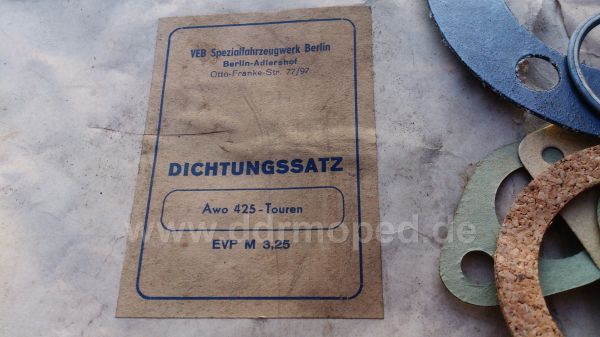 VEB Spezialfahrzeugwerk Berlin
Berlin-Adlershof
Otto-Franke-Str. 77/97
DICHTUNGSSATZ
Awo 425-Touren
www.ddrmoped.de
EVP M 3,25